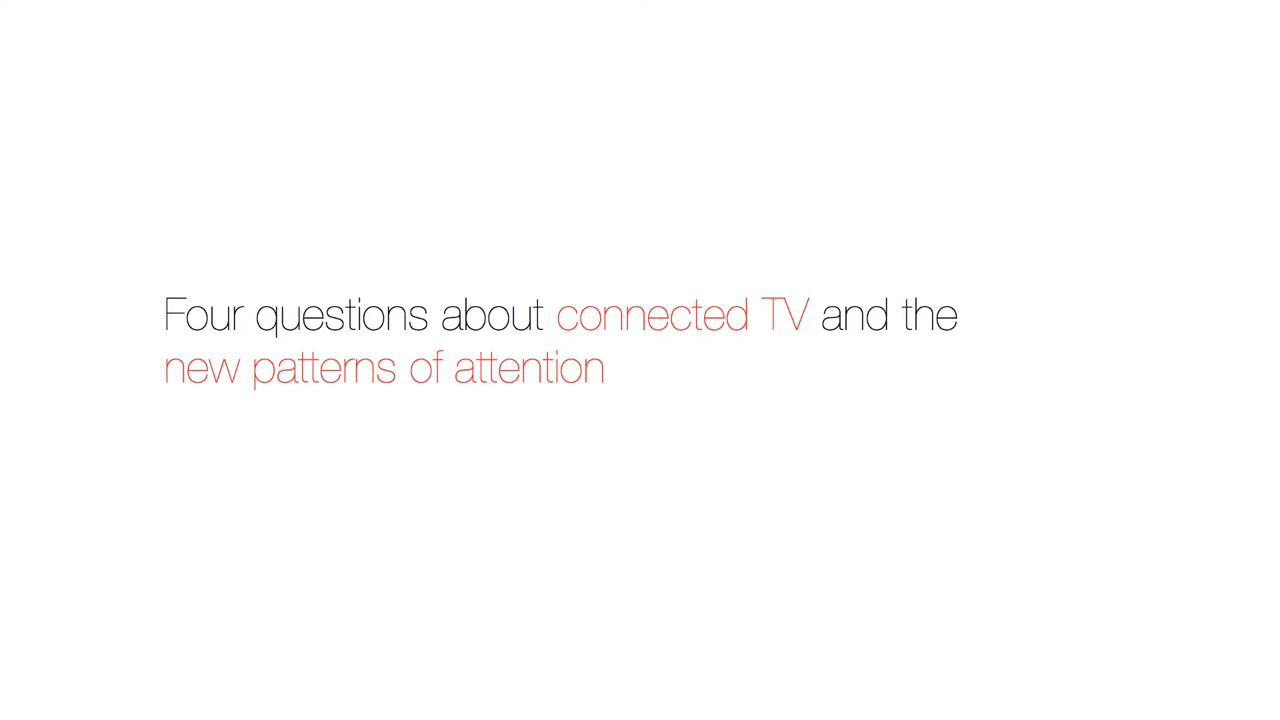 Four questions about connected TV and the
new patterns of attention